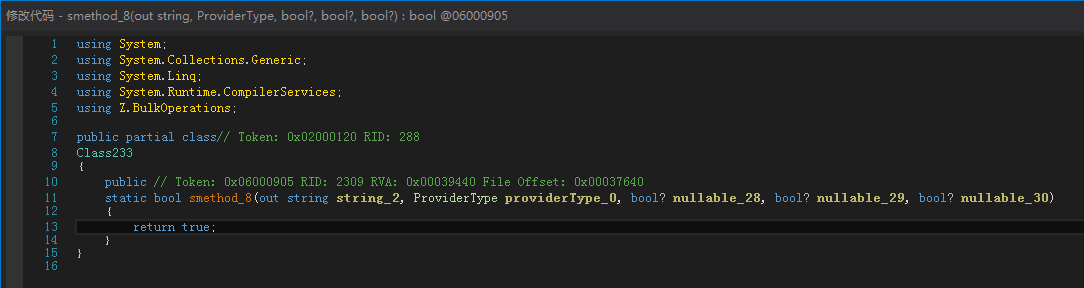 修改代码 - smethod_8(out string, ProviderType, bool?, bool?, bool?) : bool @06000905
1 using System;
2 using System.Collections.Generic;
3 using System.Linq;
4 using System.Runtime.CompilerServices;
5 using Z.BulkOperations;
6
7 public partial class// Token: 0x02000120 RID: 288
8 Class233
9 {
10 public // Token: 0x06000905 RID: 2309 RVA: 0x00039440 File Offset: 0x00037640
11 static bool smethod_8(out string string_2, ProviderType providerType_0, bool? nullable_28, bool? nullable_29, bool? nullable_30)
12 {
13 return true;
14 }
15 }
16